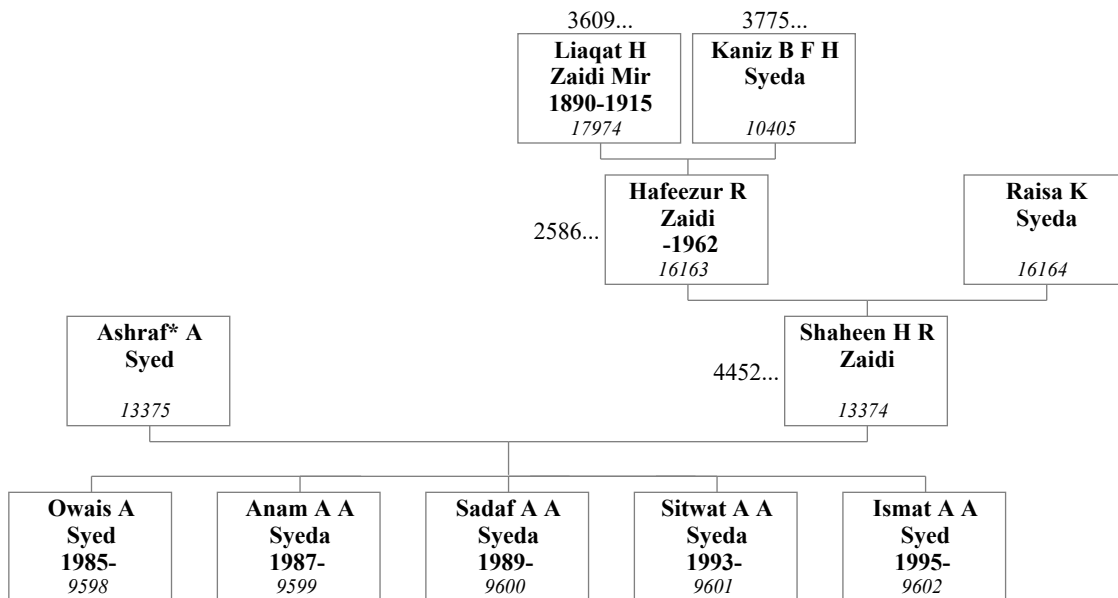 3609...
3775...
Liaqat H
Zaidi Mir
1890-1915
17974
Kaniz B F H
Syeda
10405
2586...
Hafeezur R
Zaidi
-1962
16163
Raisa K
Syeda
16164
Ashraf* A
Syed
13375
4452...
Shaheen H R
Zaidi
13374
Owais A
Syed
1985-
9598
Anam A A
Syeda
1987-
9599
Sadaf A A
Syeda
1989-
9600
Sitwat A A
Syeda
1993-
9601
Ismat A A
Syed
1995-
9602